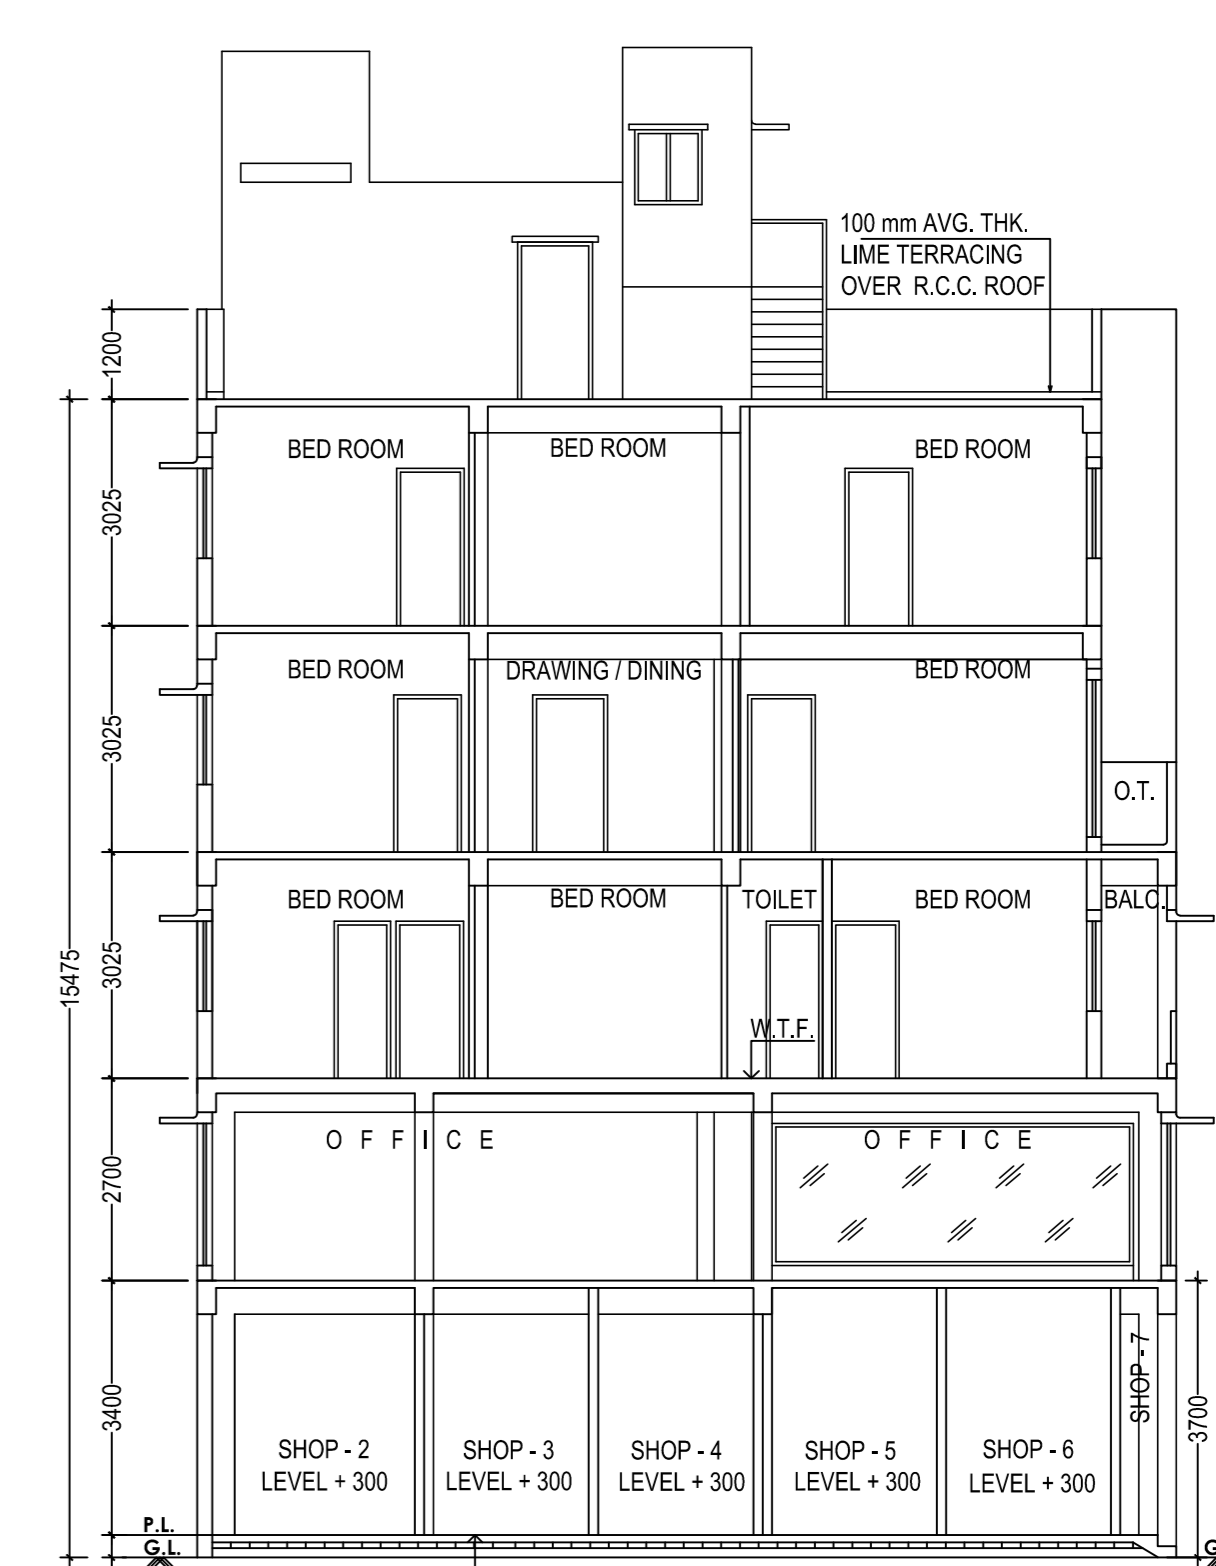 100 mm AVG. THK.
LIME TERRACING
OVER R.C.C. ROOF
1200
BED ROOM
BED ROOM
BED ROOM
3025
BED ROOM
DRAWING / DINING
BED ROOM
3025
O.T.
BED ROOM
BED ROOM
TOILET
BED ROOM
BALC.
15475
3025
W.T.F.
OFFICE
OFFICE
2700
SHOP - 7
3400
3700
SHOP - 2
LEVEL + 300
SHOP - 3
LEVEL + 300
SHOP - 4
LEVEL + 300
SHOP - 5
LEVEL + 300
SHOP - 6
LEVEL + 300
P.L.
G.L.
G